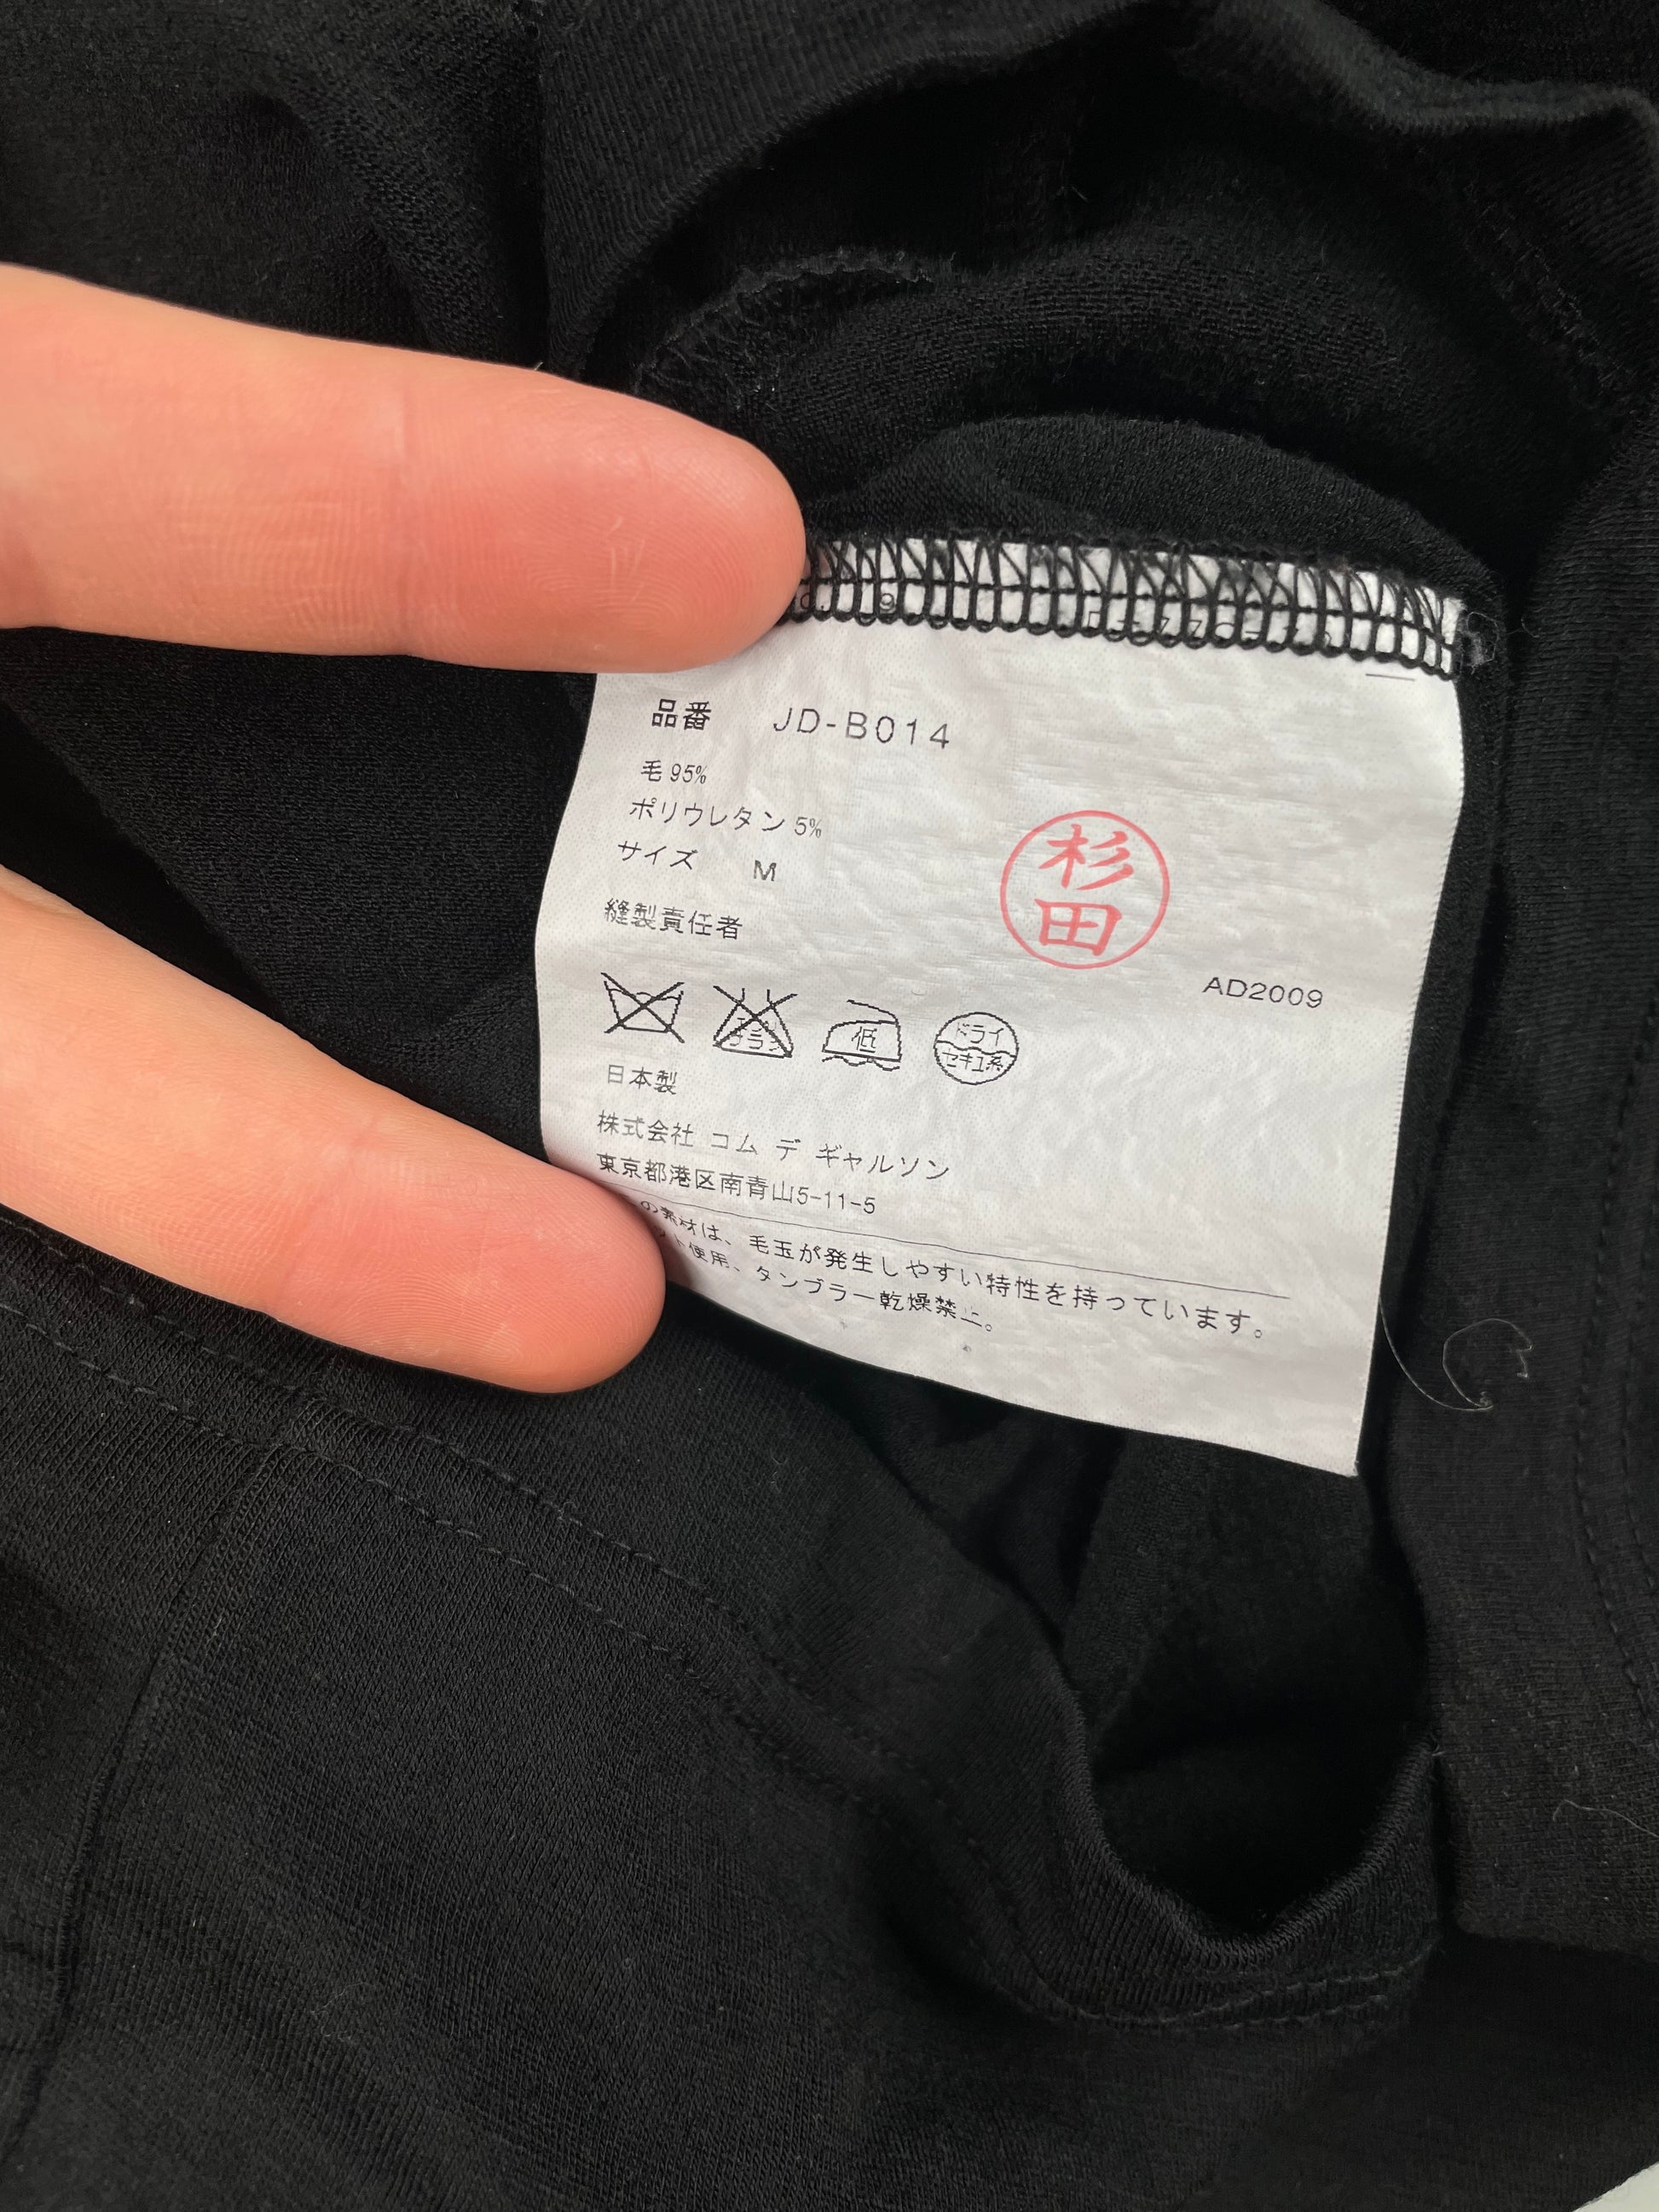 品番 JD-B014
毛 95%
ポリウレタン 5%
サイズ M
縫製責任者
杉田
AD2009
低
ドライ
セキユ系
日本製
株式会社 コム デ ギャルソン
東京都港区南青山5-11-5
の素材は、毛玉が発生しやすい特性を持っています。
使用、タンブラー乾燥禁止。